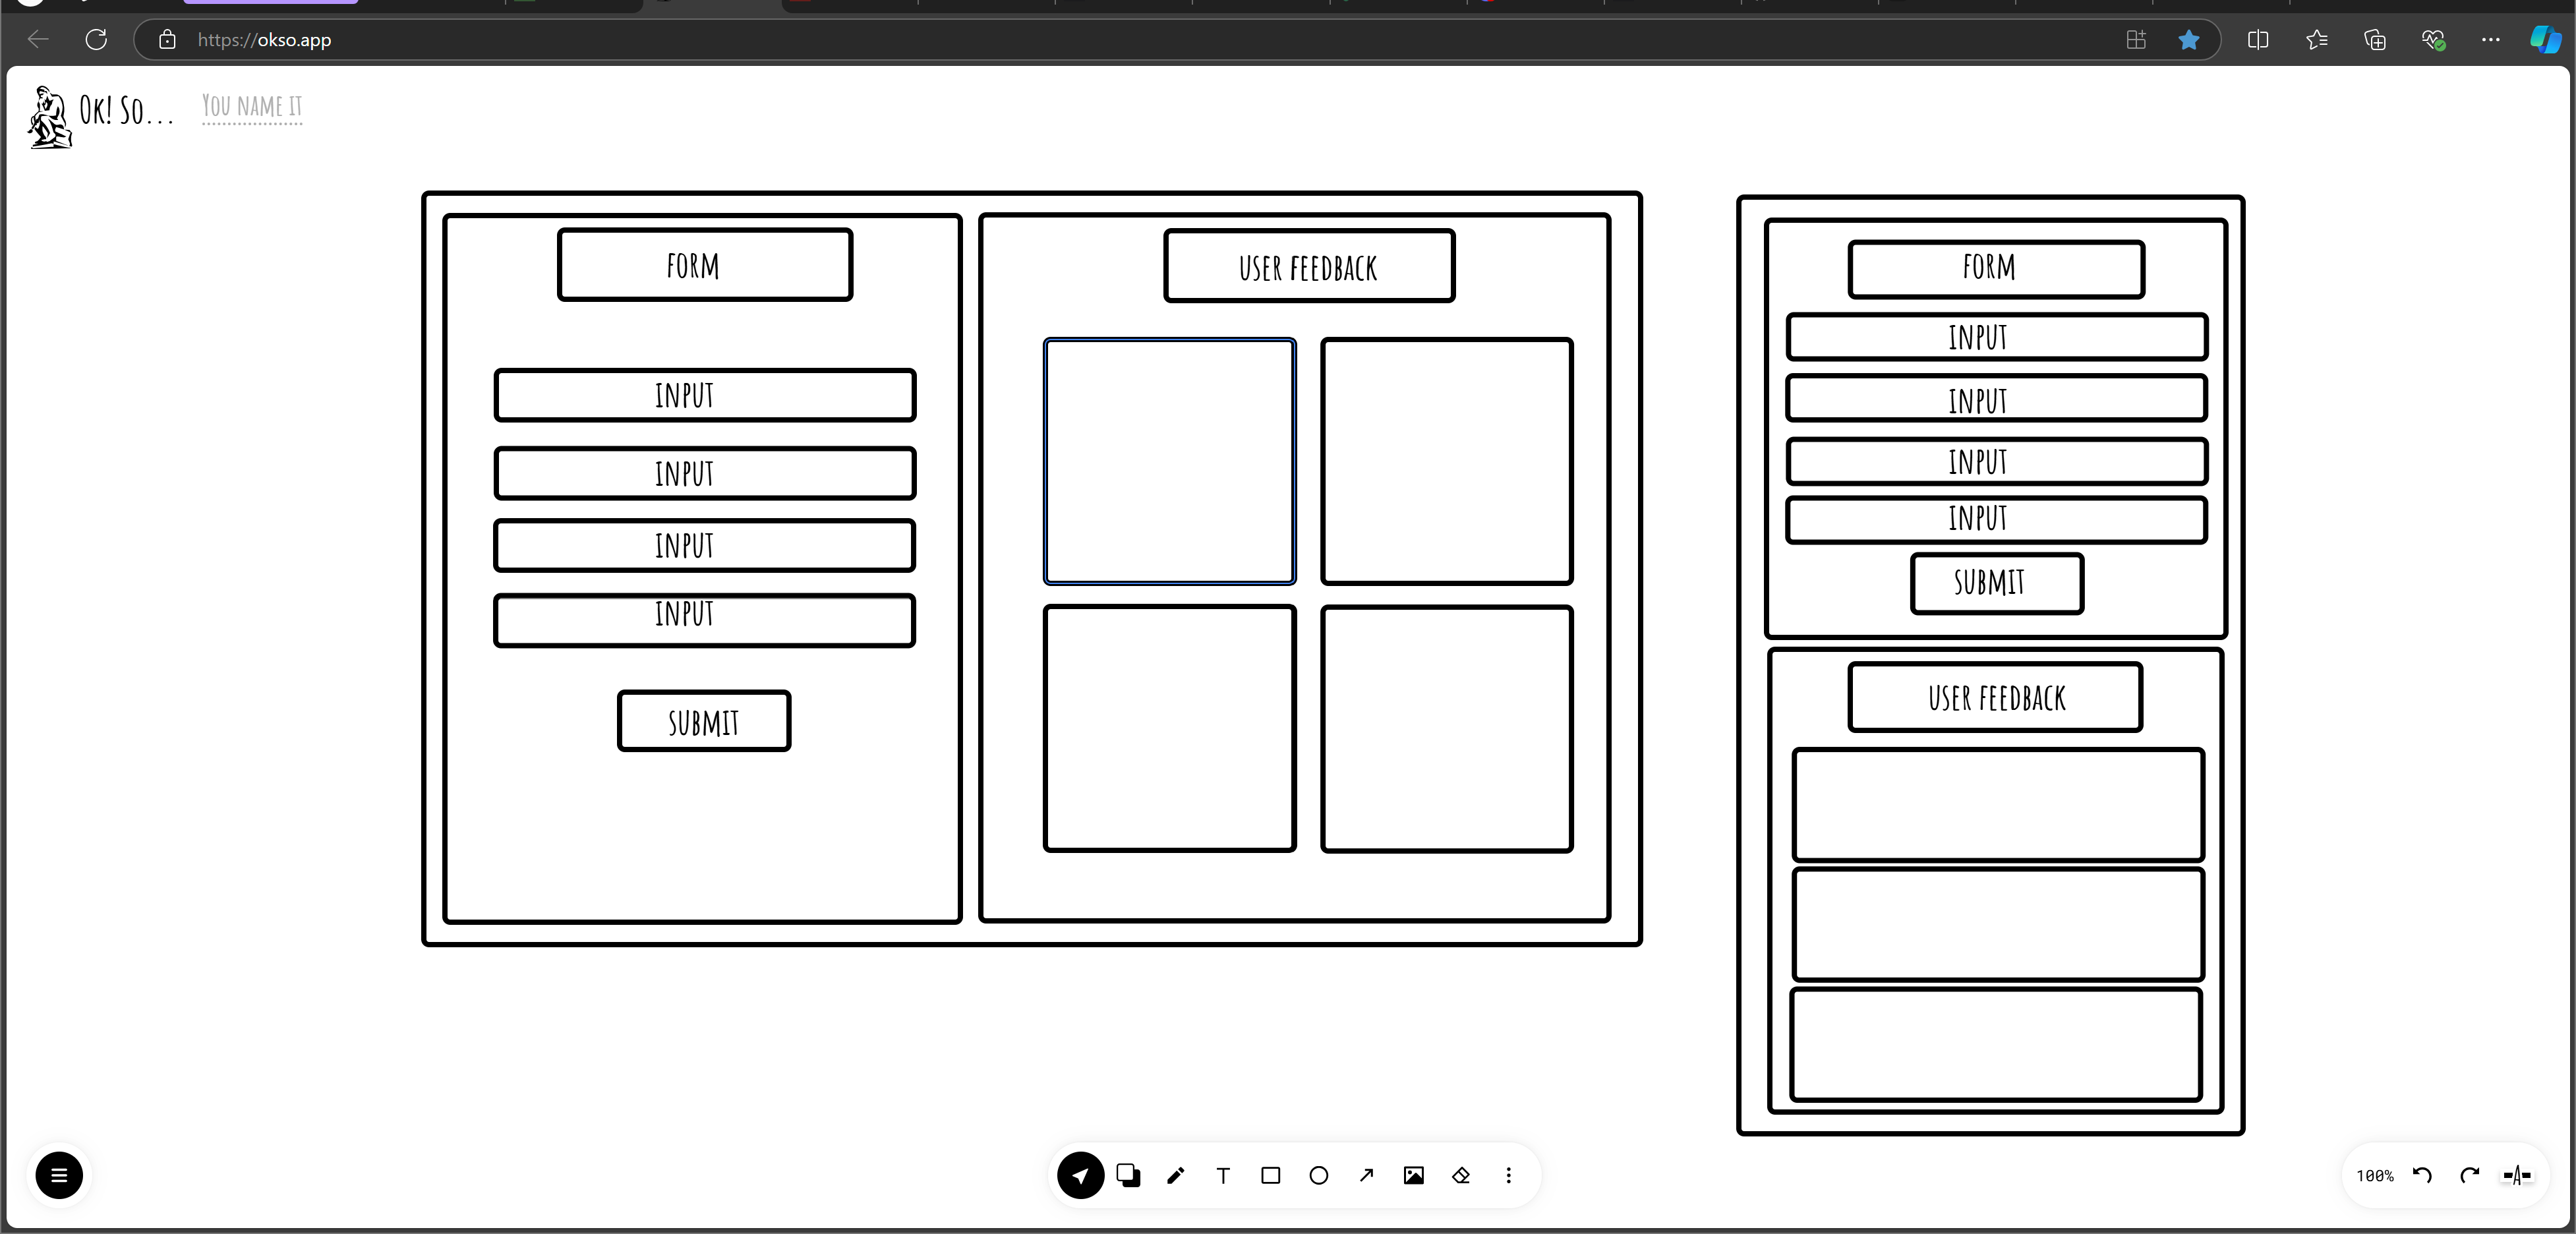 https://okso.app
OK! SO...
YOU NAME IT
FORM
INPUT
INPUT
INPUT
INPUT
SUBMIT
USER FEEDBACK
FORM
INPUT
INPUT
INPUT
INPUT
SUBMIT
USER FEEDBACK
T
100%
-A-